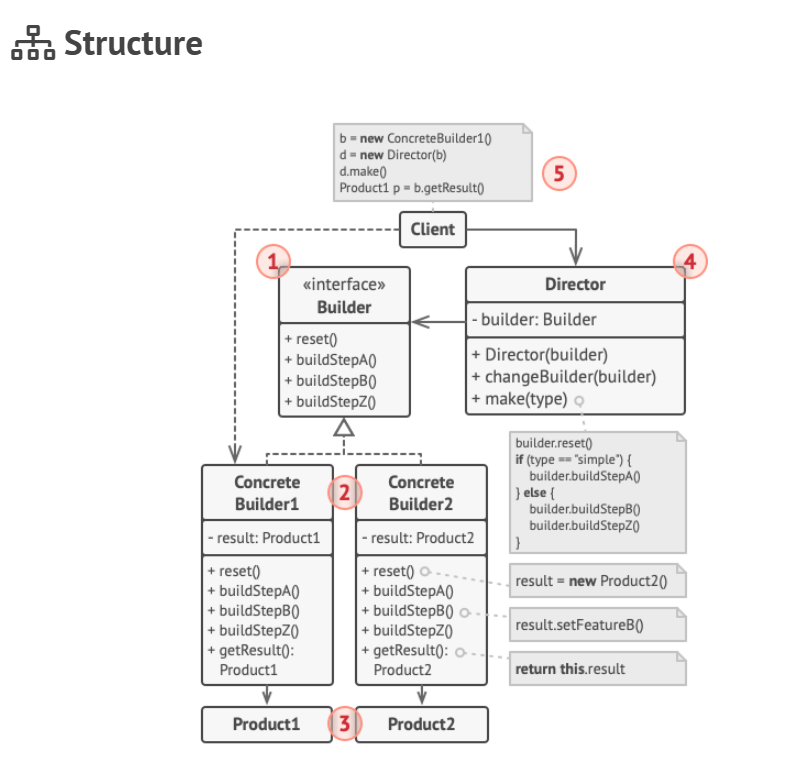 Structure
b = new ConcreteBuilder1()
d = new Director(b)
d.make()
Product1 p = b.getResult()
5
Client
1
«interface»
Builder
+ reset()
+ buildStepA()
+ buildStepB()
+ buildStepZ()
4
Director
- builder: Builder
+ Director(builder)
+ changeBuilder(builder)
+ make(type)
builder.reset()
if (type == "simple") {
builder.buildStepA()
} else {
builder.buildStepB()
builder.buildStepZ()
}
Concrete
Builder1
- result: Product1
+ reset()
+ buildStepA()
+ buildStepB()
+ buildStepZ()
+ getResult():
Product1
2
Concrete
Builder2
- result: Product2
+ reset()
+ buildStepA()
+ buildStepB()
+ buildStepZ()
+ getResult():
Product2
result = new Product2()
result.setFeatureB()
return this.result
Product1
3
Product2